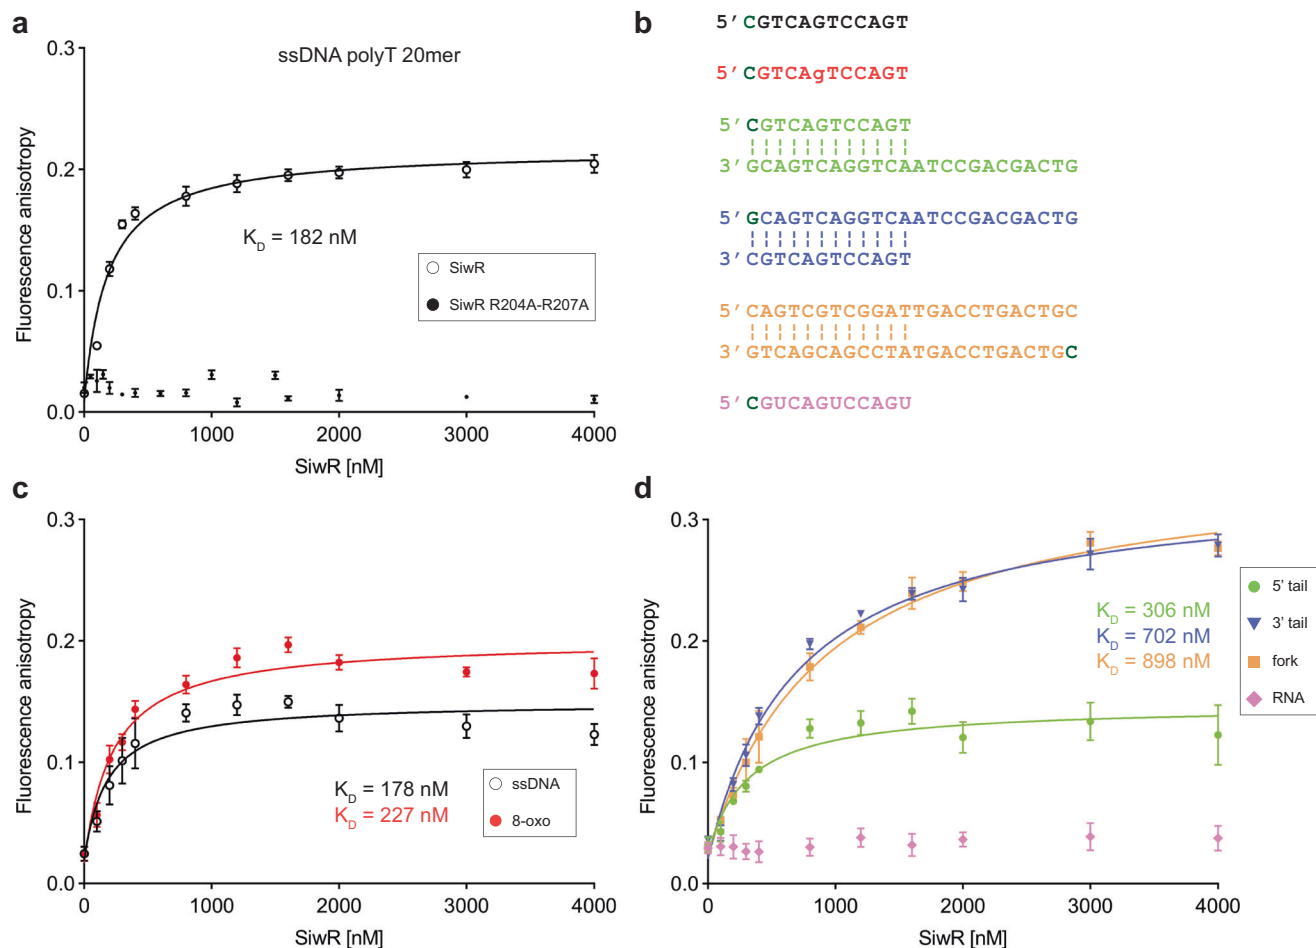 a
ssDNA polyT 20mer
Fluorescence anisotropy
0.3
0.2
0.1
0.0
K_D = 182 nM
SiwR
SiwR R204A-R207A
0
1000
2000
3000
4000
SiwR [nM]
b
5' CGTCAGTCCAGT
5' CGTCAgTCCAGT
5' CGTCAGTCCAGT
3' GCAGTCAGGTCAATCCGACGACTG
5' GCAGTCAGGTCAATCCGACGACTG
3' CGTCAGTCCAGT
5' CAGTCGTCGGATTGACCTGACTGC
3' GTCAGCAGCCTATGACCTGACTGC
5' CGUCAGUCCAGU
c
Fluorescence anisotropy
0.3
0.2
0.1
0.0
K_D = 178 nM
K_D = 227 nM
ssDNA
8-oxo
0
1000
2000
3000
4000
SiwR [nM]
d
Fluorescence anisotropy
0.3
0.2
0.1
0.0
K_D = 306 nM
K_D = 702 nM
K_D = 898 nM
5' tail
3' tail
fork
RNA
0
1000
2000
3000
4000
SiwR [nM]